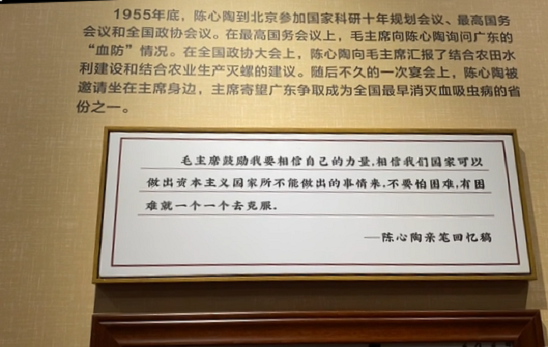 1955年底，陈心陶到北京参加国家科研十年规划会议、最高国务
会议和全国政协会议。在最高国务会议上，毛主席向陈心陶询问广东的
“血防”情况。在全国政协大会上，陈心陶向毛主席汇报了结合农田水
利建设和结合农业生产灭螺的建议。随后不久的一次宴会上，陈心陶被
邀请坐在主席身边，主席寄望广东争取成为全国最早消灭血吸虫病的省
份之一。
毛主席鼓励我要相信自己的力量，相信我们国家可以
做出资本主义国家所不能做出的事情来，不要怕困难，有困
难就一个一个去克服。
——陈心陶亲笔回忆稿